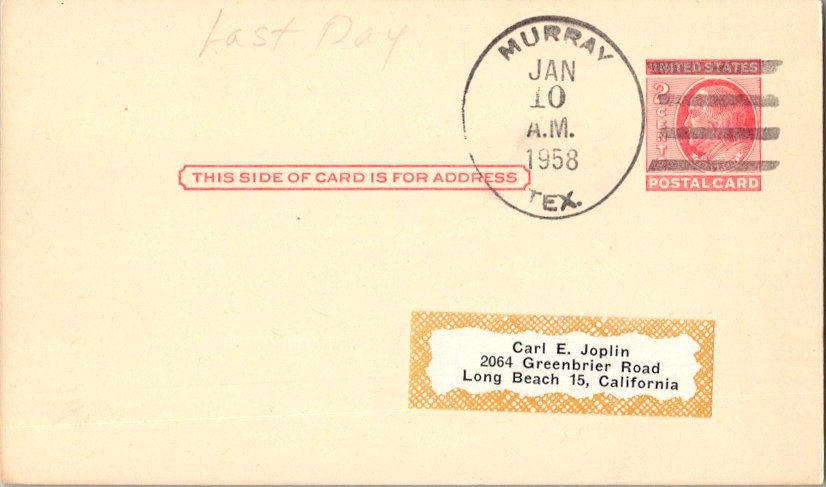 Last Day
MURRAY
JAN
10
A.M.
1958
TEX.
UNITED STATES
2 CENTS
POSTAL CARD
THIS SIDE OF CARD IS FOR ADDRESS
Carl E. Joplin
2064 Greenbrier Road
Long Beach 15, California